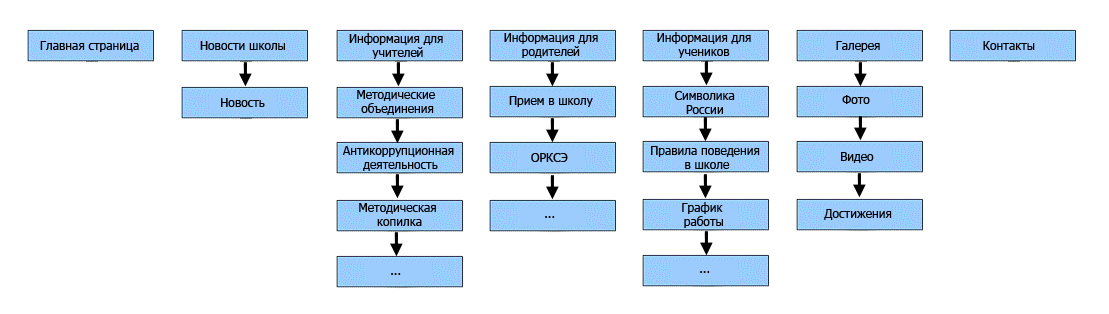 Главная страница
Новости школы
Новость
Информация для
учителей
Методические
объединения
Антикоррупционная
деятельность
Методическая
копилка
...
Информация для
родителей
Прием в школу
ОРКСЭ
...
Информация для
учеников
Символика
России
Правила поведения
в школе
График
работы
...
Галерея
Фото
Видео
Достижения
Контакты